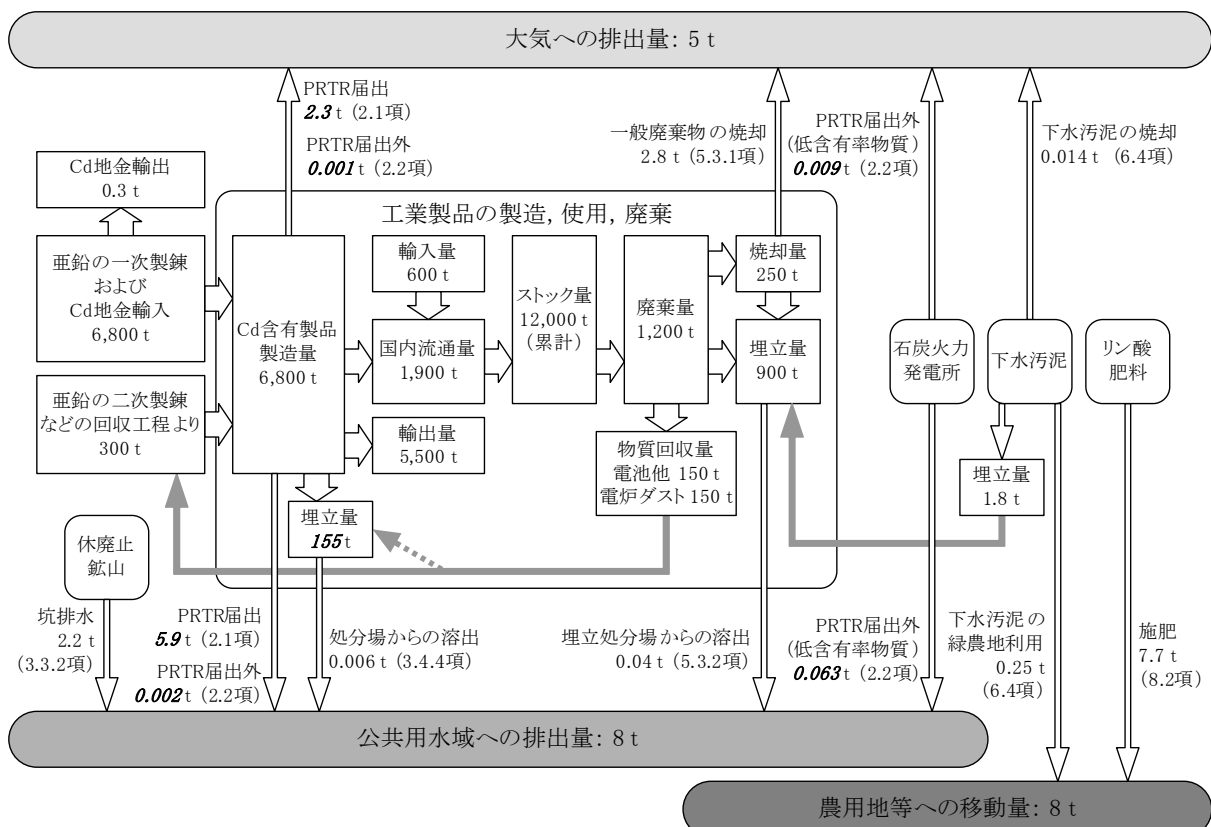 大気への排出量: 5 t
PRTR届出
2.3 t (2.1項)
PRTR届出外
0.001 t (2.2項)
一般廃棄物の焼却
2.8 t (5.3.1項)
PRTR届出外
(低含有率物質)
0.009 t (2.2項)
下水汚泥の焼却
0.014 t (6.4項)
Cd地金輸出
0.3 t
工業製品の製造, 使用, 廃棄
亜鉛の一次製錬
および
Cd地金輸入
6,800 t
亜鉛の二次製錬
などの回収工程より
300 t
Cd含有製品
製造量
6,800 t
輸入量
600 t
国内流通量
1,900 t
輸出量
5,500 t
ストック量
12,000 t
(累計)
廃棄量
1,200 t
焼却量
250 t
埋立量
900 t
物質回収量
電池他 150 t
電炉ダスト 150 t
石炭火力
発電所
下水汚泥
リン酸
肥料
埋立量
1.8 t
埋立量
155 t
休廃止
鉱山
坑排水
2.2 t
(3.3.2項)
PRTR届出
5.9 t (2.1項)
PRTR届出外
0.002 t (2.2項)
処分場からの溶出
0.006 t (3.4.4項)
埋立処分場からの溶出
0.04 t (5.3.2項)
PRTR届出外
(低含有率物質)
0.063 t (2.2項)
下水汚泥の
緑農地利用
0.25 t
(6.4項)
施肥
7.7 t
(8.2項)
公共用水域への排出量: 8 t
農用地等への移動量: 8 t